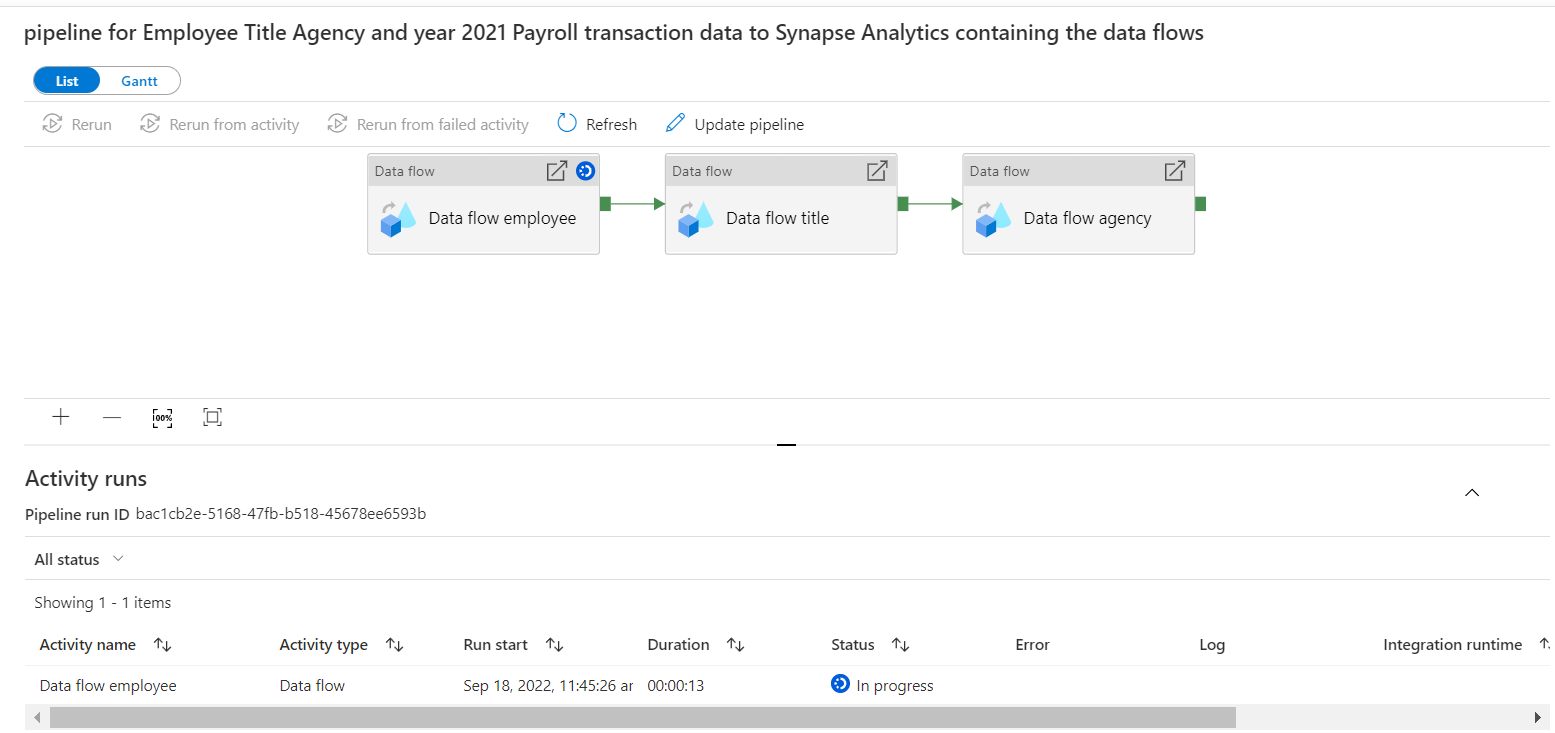 pipeline for Employee Title Agency and year 2021 Payroll transaction data to Synapse Analytics containing the data flows
List Gantt
Rerun Rerun from activity Rerun from failed activity Refresh Update pipeline
Data flow Data flow Data flow
Data flow employee Data flow title Data flow agency
100%
Activity runs
Pipeline run ID bac1cb2e-5168-47fb-b518-45678ee6593b
All status
Showing 1 - 1 items
Activity name Activity type Run start Duration Status Error Log Integration runtime
Data flow employee Data flow Sep 18, 2022, 11:45:26 ar 00:00:13 In progress